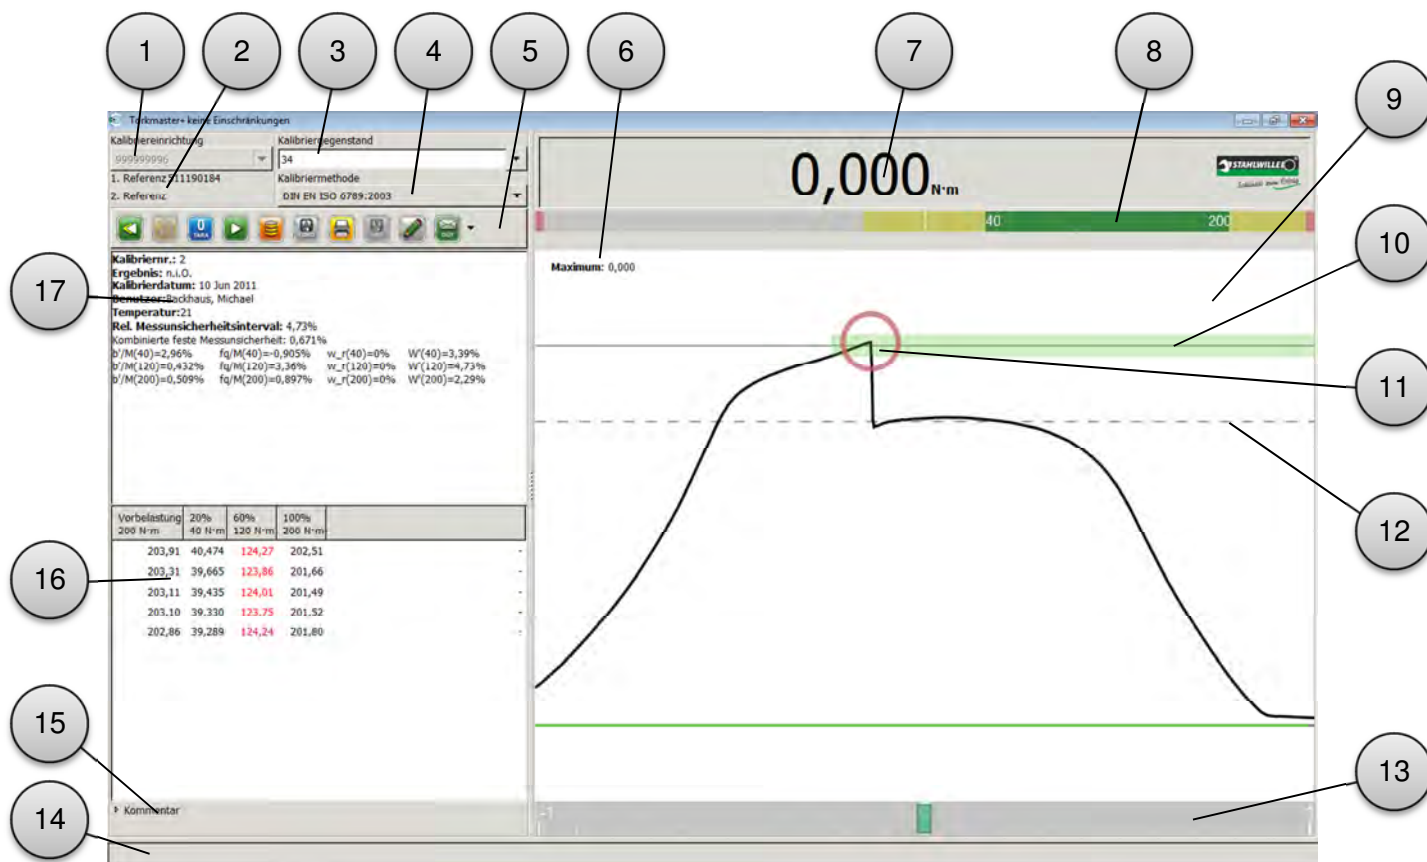 1
2
3
4
5
6
7
8
9
10
11
12
13
14
15
16
17
Torkmaster+ keine Einschränkungen
Kalibriereinrichtung
Kalibriergegenstand
999999996
34
1. Referenz 511190184
Kalibriermethode
2. Referenz
DIN EN ISO 6789:2003
0
TARA
Kalibriernr.: 2
Ergebnis: n.i.O.
Kalibrierdatum: 10 Jun 2011
Benutzer:Backhaus, Michael
Temperatur:21
Rel. Messunsicherheitsinterval: 4,73%
Kombinierte feste Messunsicherheit: 0,671%
b'/M(40)=2,96% fq/M(40)=-0,905% w_r(40)=0% W'(40)=3,39%
b'/M(120)=0,432% fq/M(120)=3,36% w_r(120)=0% W'(120)=4,73%
b'/M(200)=0,509% fq/M(200)=0,897% w_r(200)=0% W'(200)=2,29%
Vorbelastung 20% 60% 100%
200 N·m 40 N·m 120 N·m 200 N·m
203,91 40,474 124,27 202,51 -
203,31 39,665 123,86 201,66 -
203,11 39,435 124,01 201,49 -
203.10 39.330 123.75 201.52 -
202,86 39,289 124,24 201,80 -
Kommentar
0,000 N·m
STAHLWILLE
40 200
Maximum: 0,000
-1